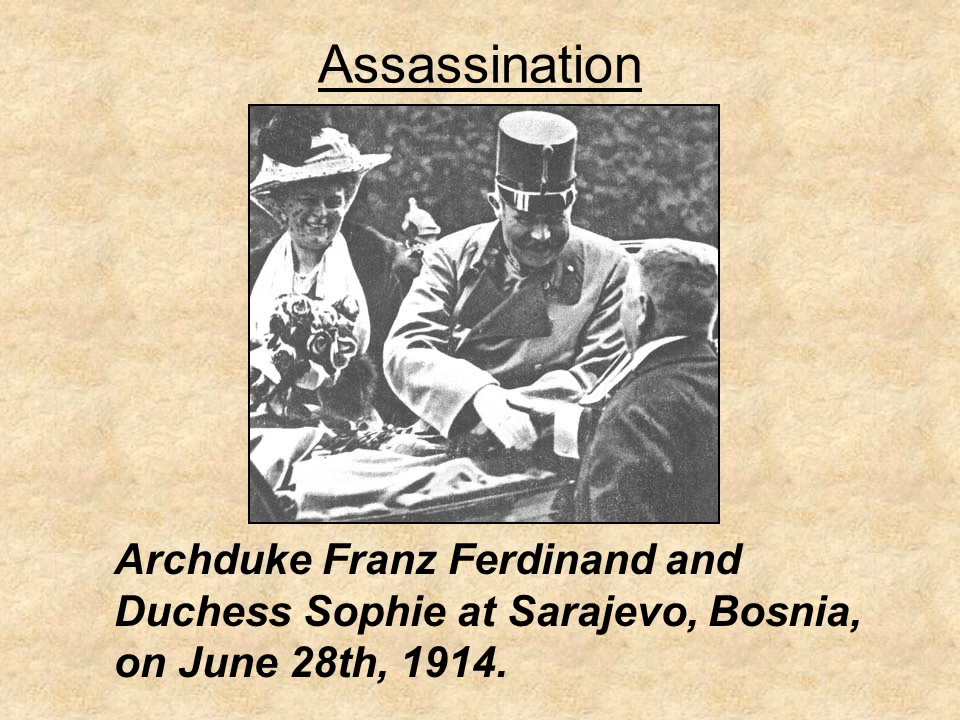 Assassination
Archduke Franz Ferdinand and
Duchess Sophie at Sarajevo, Bosnia,
on June 28th, 1914.